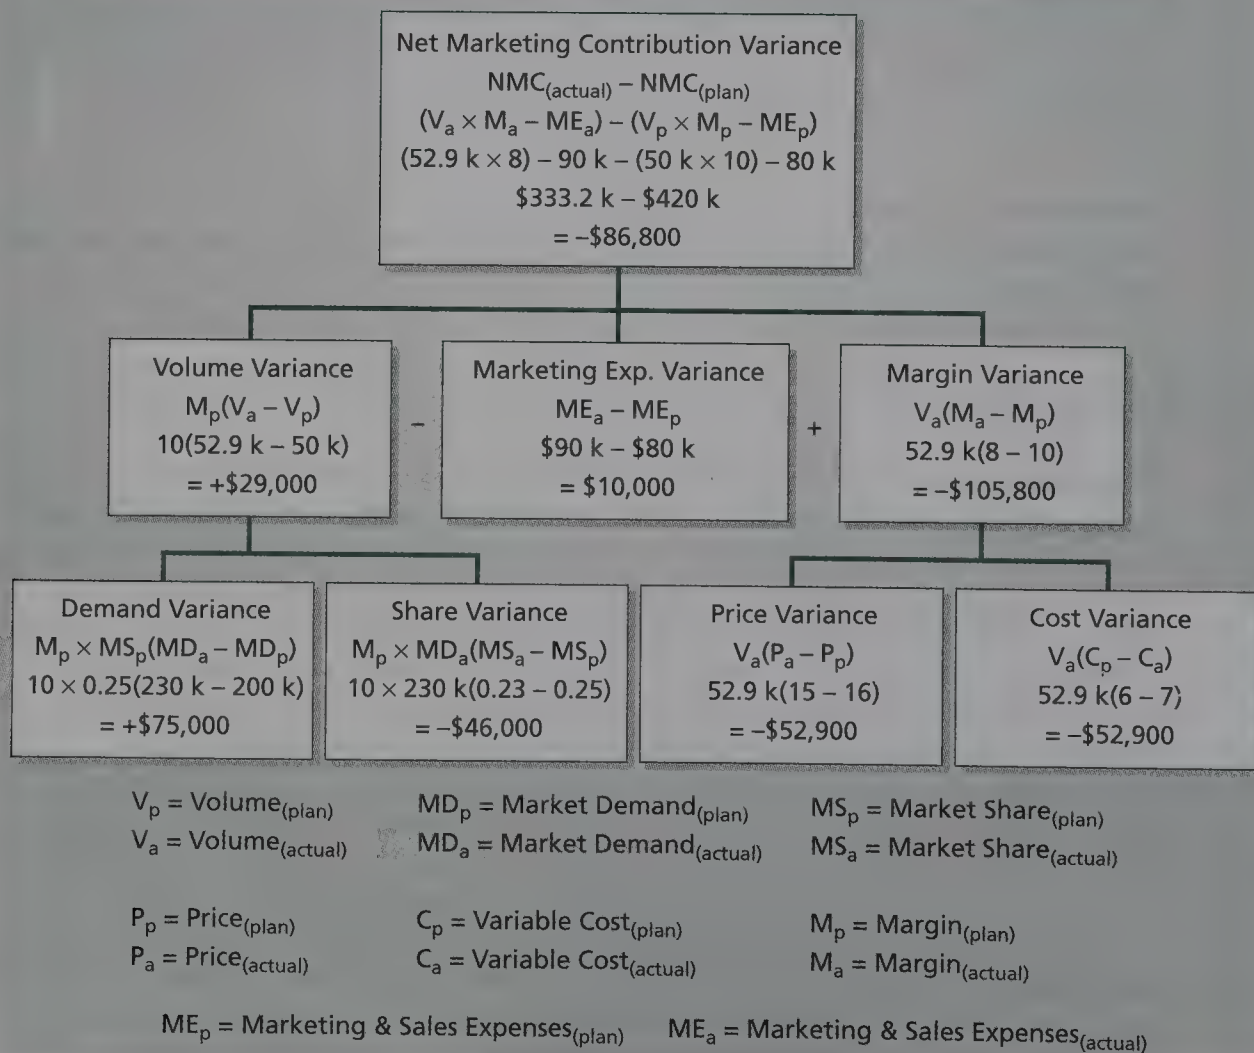 Net Marketing Contribution Variance
NMC(actual) – NMC(plan)
(Va × Ma – MEa) – (Vp × Mp – MEp)
(52.9 k × 8) – 90 k – (50 k × 10) – 80 k
$333.2 k – $420 k
= –$86,800
Volume Variance
Mp(Va – Vp)
10(52.9 k – 50 k)
= +$29,000
–
Marketing Exp. Variance
MEa – MEp
$90 k – $80 k
= $10,000
+
Margin Variance
Va(Ma – Mp)
52.9 k(8 – 10)
= –$105,800
Demand Variance
Mp × MSp(MDa – MDp)
10 × 0.25(230 k – 200 k)
= +$75,000
Share Variance
Mp × MDa(MSa – MSp)
10 × 230 k(0.23 – 0.25)
= –$46,000
Price Variance
Va(Pa – Pp)
52.9 k(15 – 16)
= –$52,900
Cost Variance
Va(Cp – Ca)
52.9 k(6 – 7)
= –$52,900
Vp = Volume(plan) MDp = Market Demand(plan) MSp = Market Share(plan)
Va = Volume(actual) MDa = Market Demand(actual) MSa = Market Share(actual)
Pp = Price(plan) Cp = Variable Cost(plan) Mp = Margin(plan)
Pa = Price(actual) Ca = Variable Cost(actual) Ma = Margin(actual)
MEp = Marketing & Sales Expenses(plan) MEa = Marketing & Sales Expenses(actual)